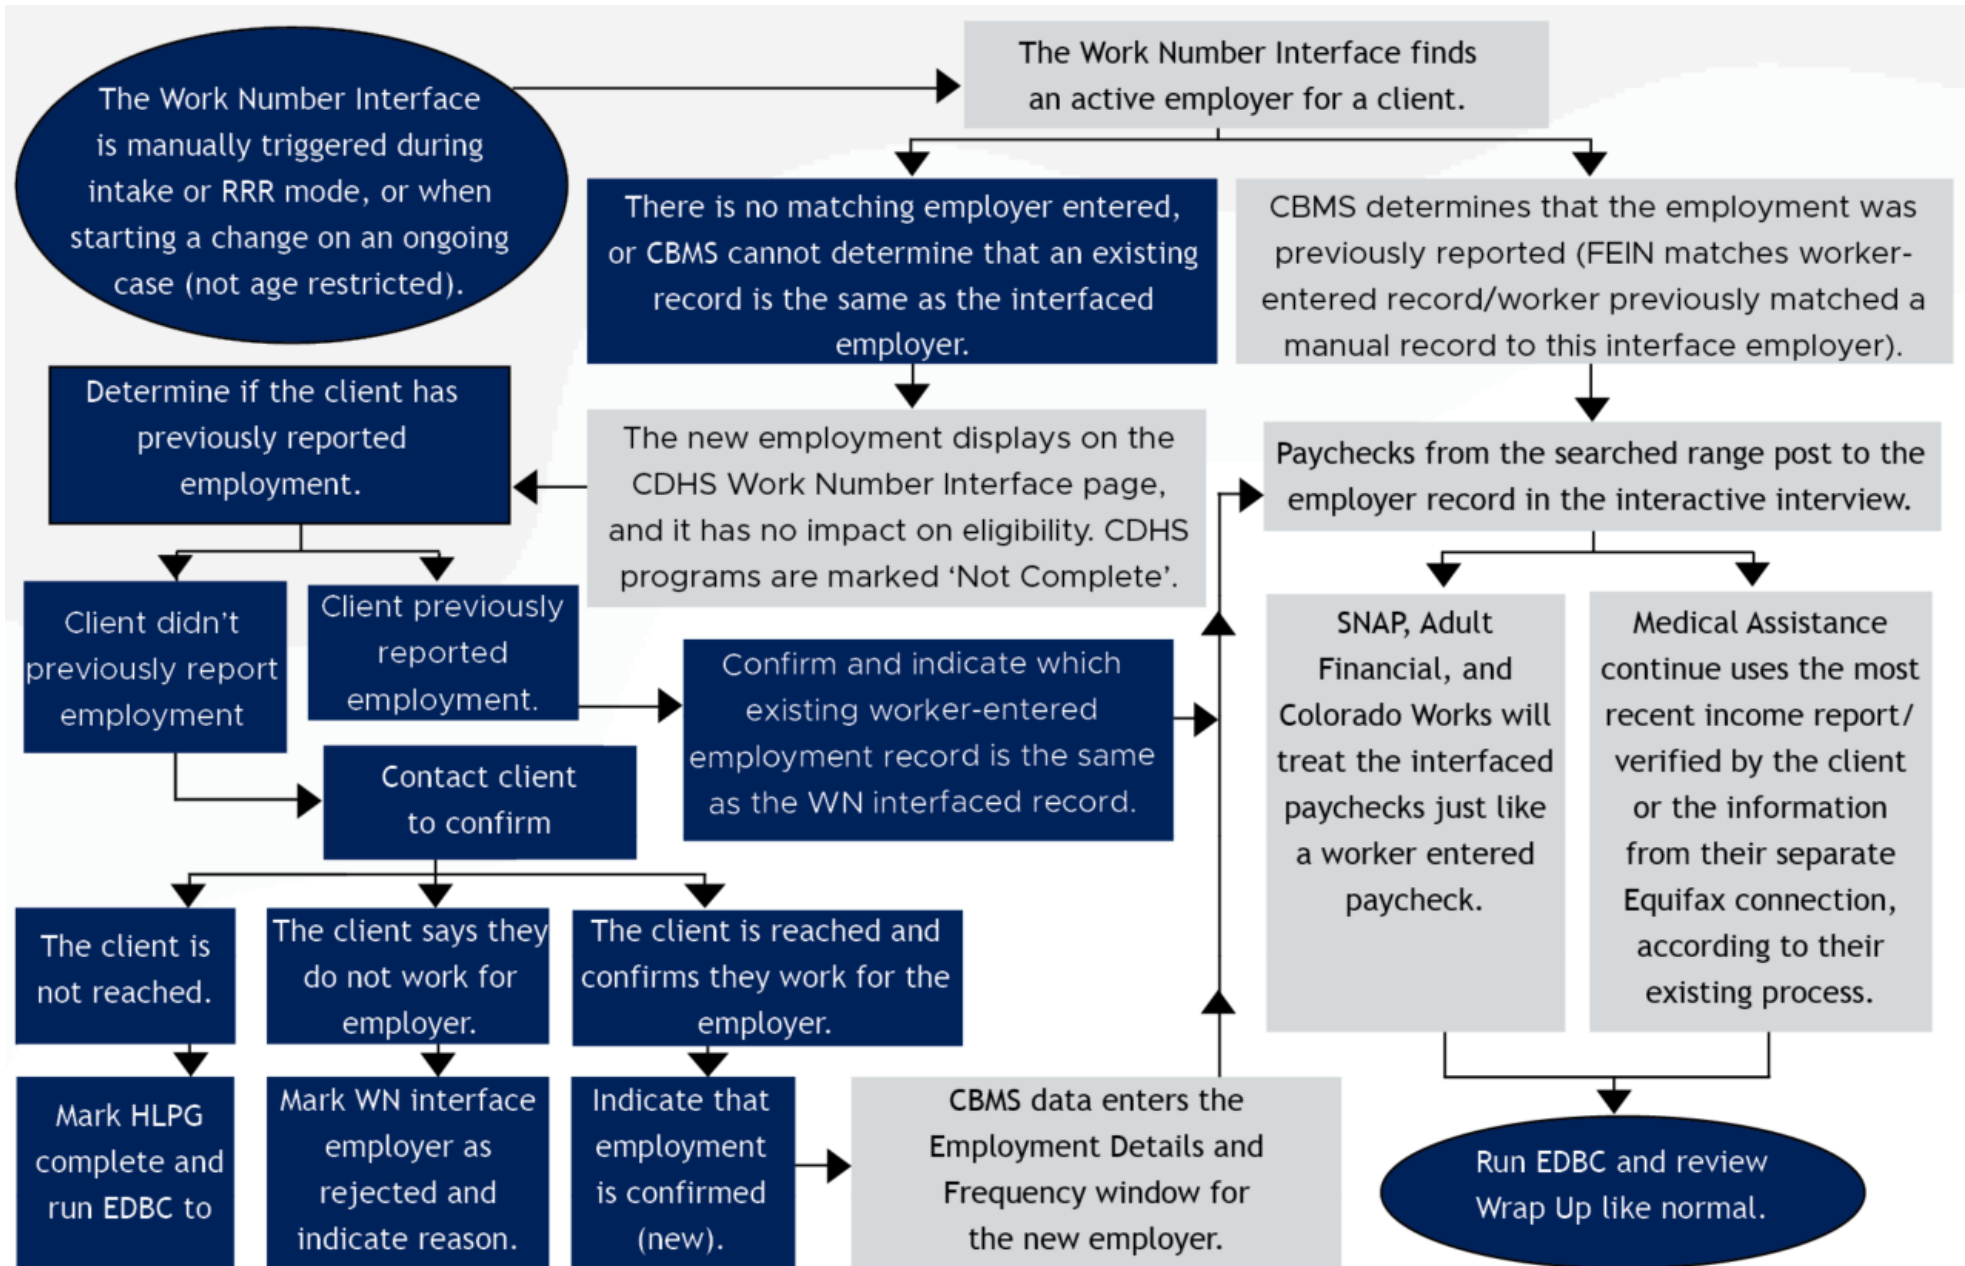 The Work Number Interface
is manually triggered during
intake or RRR mode, or when
starting a change on an ongoing
case (not age restricted).
The Work Number Interface finds
an active employer for a client.
There is no matching employer entered,
or CBMS cannot determine that an existing
record is the same as the interfaced
employer.
CBMS determines that the employment was
previously reported (FEIN matches worker-
entered record/worker previously matched a
manual record to this interface employer).
Determine if the client has
previously reported
employment.
The new employment displays on the
CDHS Work Number Interface page,
and it has no impact on eligibility. CDHS
programs are marked ‘Not Complete’.
Paychecks from the searched range post to the
employer record in the interactive interview.
Client didn’t
previously report
employment
Client previously
reported
employment.
Confirm and indicate which
existing worker-entered
employment record is the same
as the WN interfaced record.
SNAP, Adult
Financial, and
Colorado Works will
treat the interfaced
paychecks just like
a worker entered
paycheck.
Medical Assistance
continue uses the most
recent income report/
verified by the client
or the information
from their separate
Equifax connection,
according to their
existing process.
Contact client
to confirm
The client is
not reached.
The client says they
do not work for
employer.
The client is reached and
confirms they work for the
employer.
Mark HLPG
complete and
run EDBC to
Mark WN interface
employer as
rejected and
indicate reason.
Indicate that
employment
is confirmed
(new).
CBMS data enters the
Employment Details and
Frequency window for
the new employer.
Run EDBC and review
Wrap Up like normal.